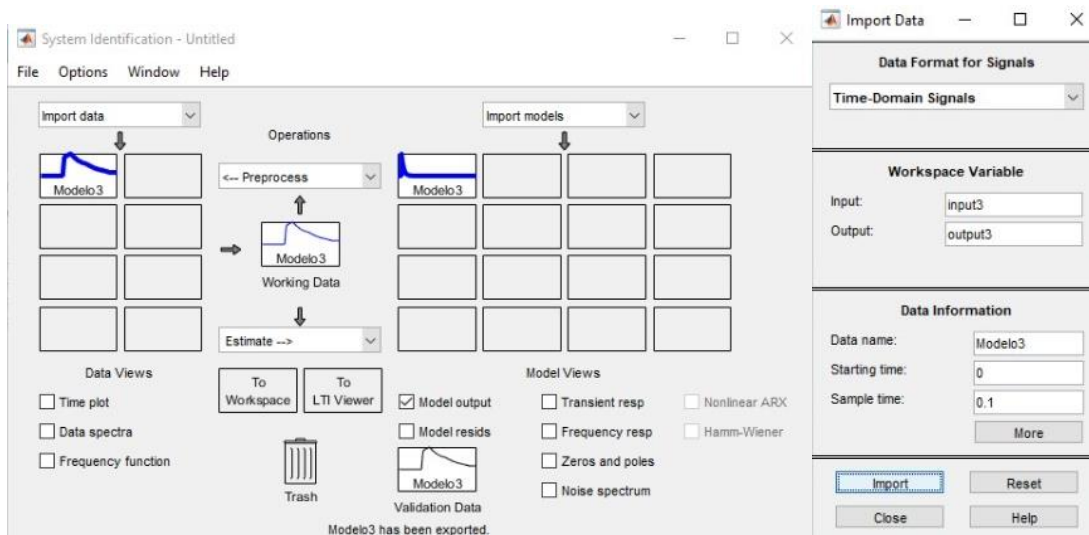 System Identification - Untitled
File Options Window Help
Import data
Operations
Import models
Modelo3
<-- Preprocess
Modelo3
Modelo3
Working Data
Estimate -->
Data Views
To
Workspace
To
LTI Viewer
Model Views
Time plot
Data spectra
Frequency function
Trash
Model output
Model resids
Transient resp
Frequency resp
Zeros and poles
Noise spectrum
Nonlinear ARX
Hamm-Wiener
Modelo3
Validation Data
Modelo3 has been exported.
Import Data
Data Format for Signals
Time-Domain Signals
Workspace Variable
Input: input3
Output: output3
Data Information
Data name: Modelo3
Starting time: 0
Sample time: 0.1
More
Import Reset
Close Help